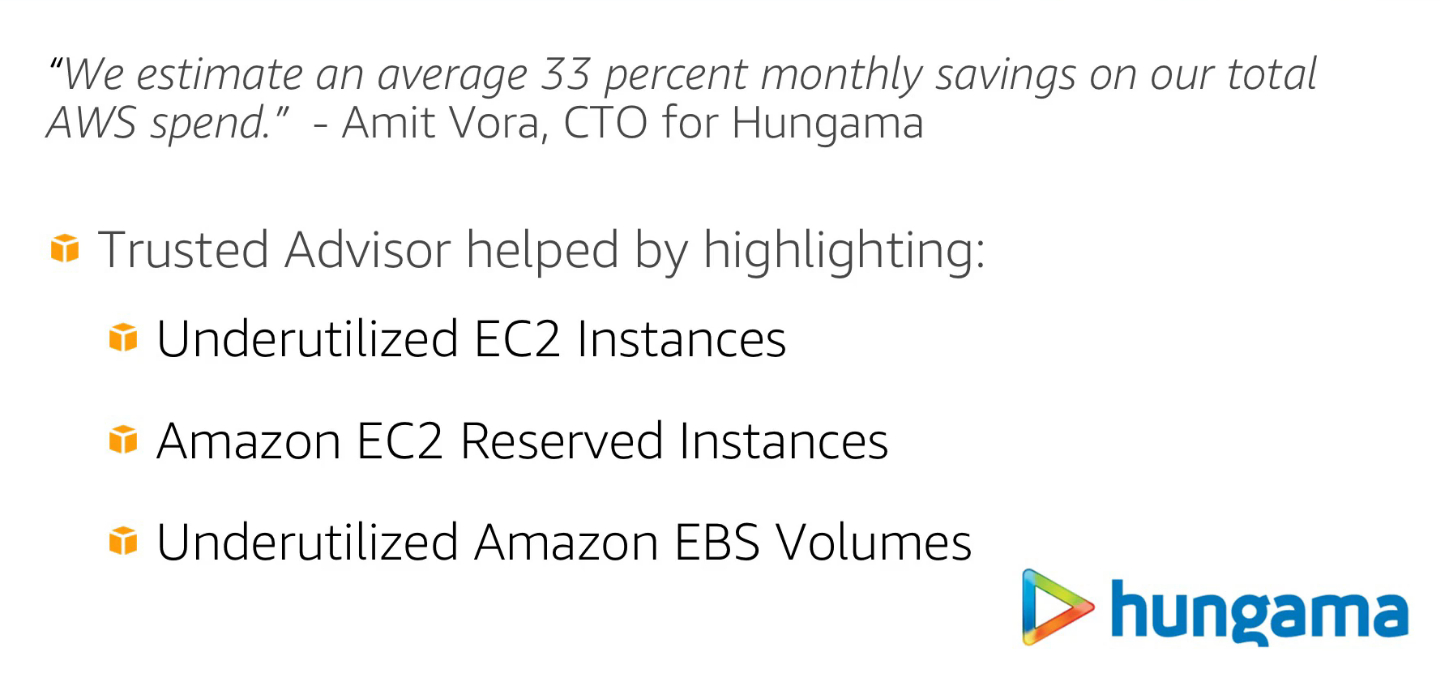 “We estimate an average 33 percent monthly savings on our total
AWS spend.” - Amit Vora, CTO for Hungama
Trusted Advisor helped by highlighting:
Underutilized EC2 Instances
Amazon EC2 Reserved Instances
Underutilized Amazon EBS Volumes
hungama